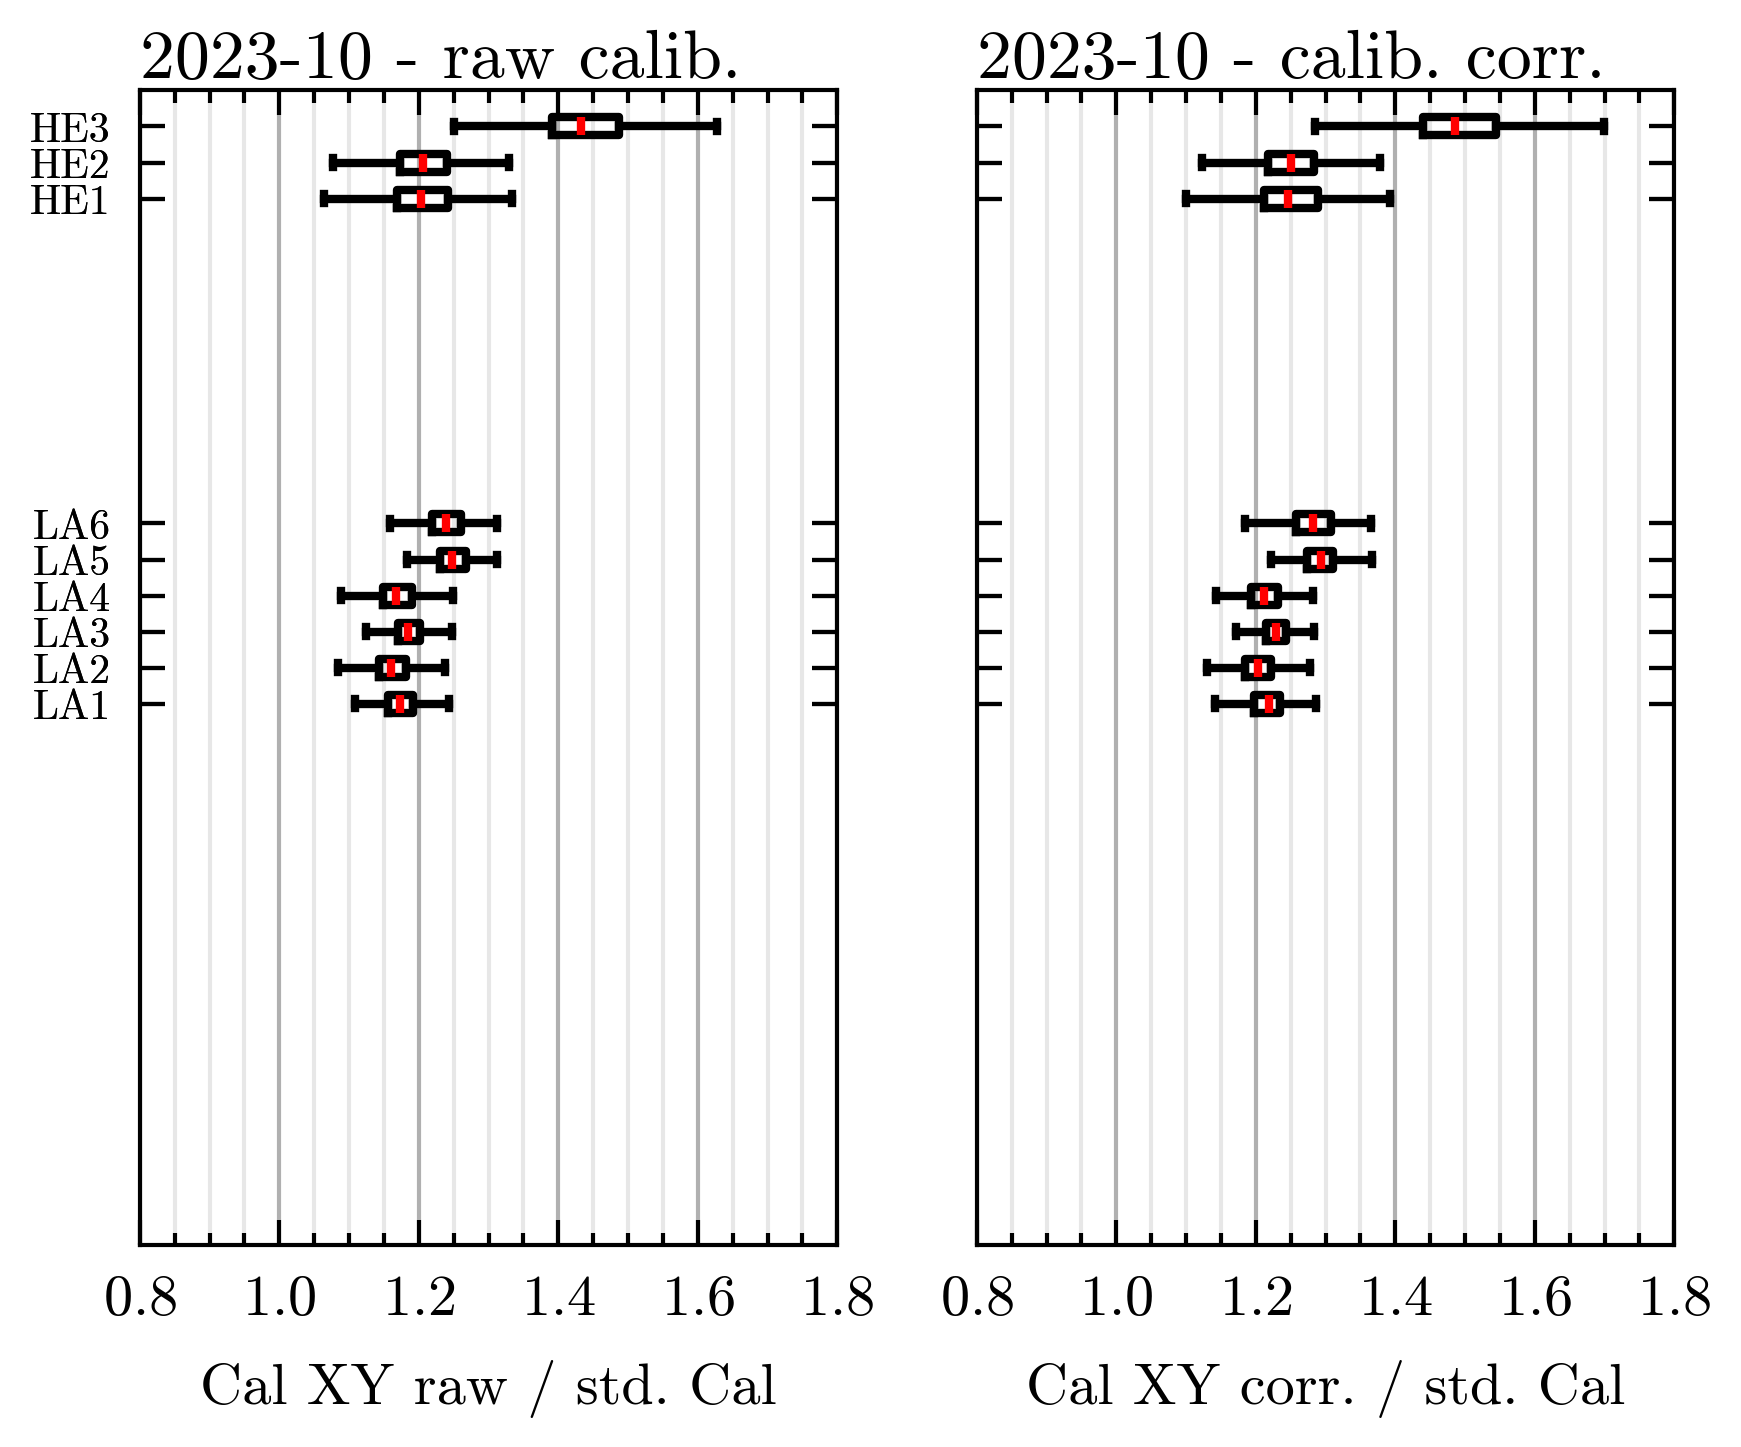 2023-10 - raw calib.
2023-10 - calib. corr.
HE3
HE2
HE1
LA6
LA5
LA4
LA3
LA2
LA1
0.8 1.0 1.2 1.4 1.6 1.8
0.8 1.0 1.2 1.4 1.6 1.8
Cal XY raw / std. Cal
Cal XY corr. / std. Cal